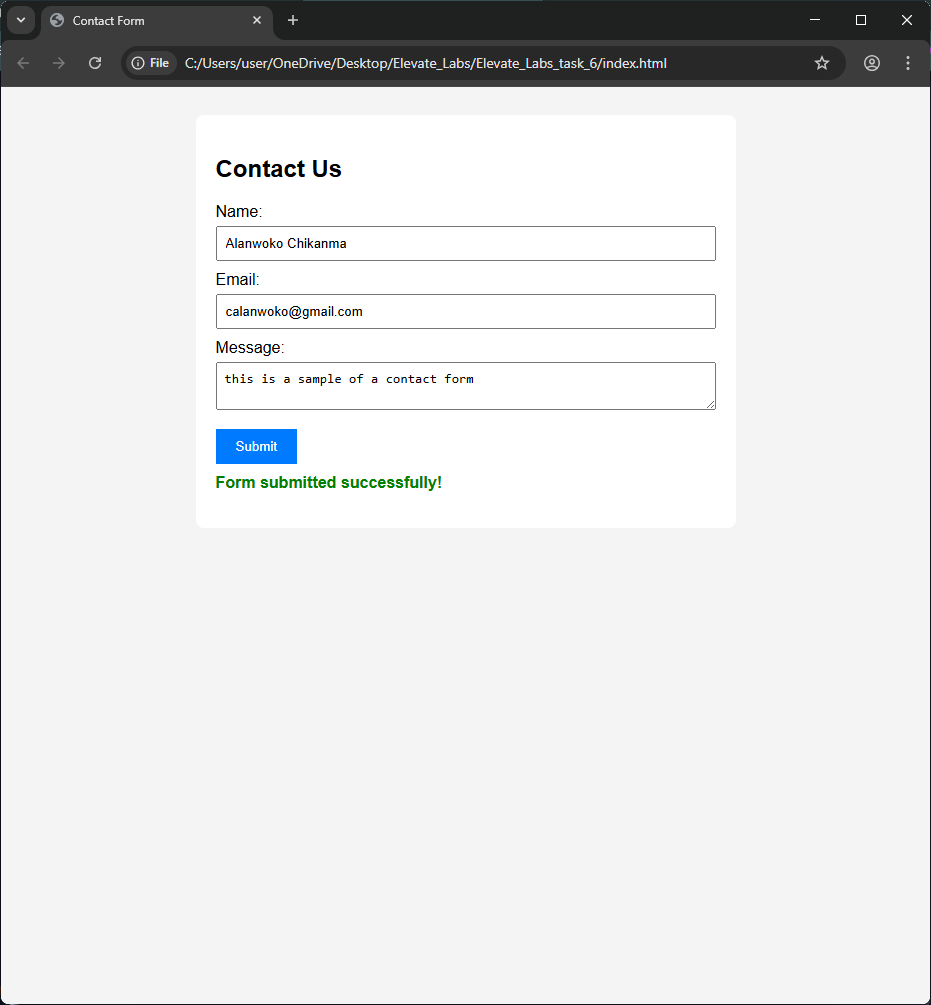 Contact Form
File C:/Users/user/OneDrive/Desktop/Elevate_Labs/Elevate_Labs_task_6/index.html
Contact Us
Name:
Alanwoko Chikanma
Email:
calanwoko@gmail.com
Message:
this is a sample of a contact form
Submit
Form submitted successfully!